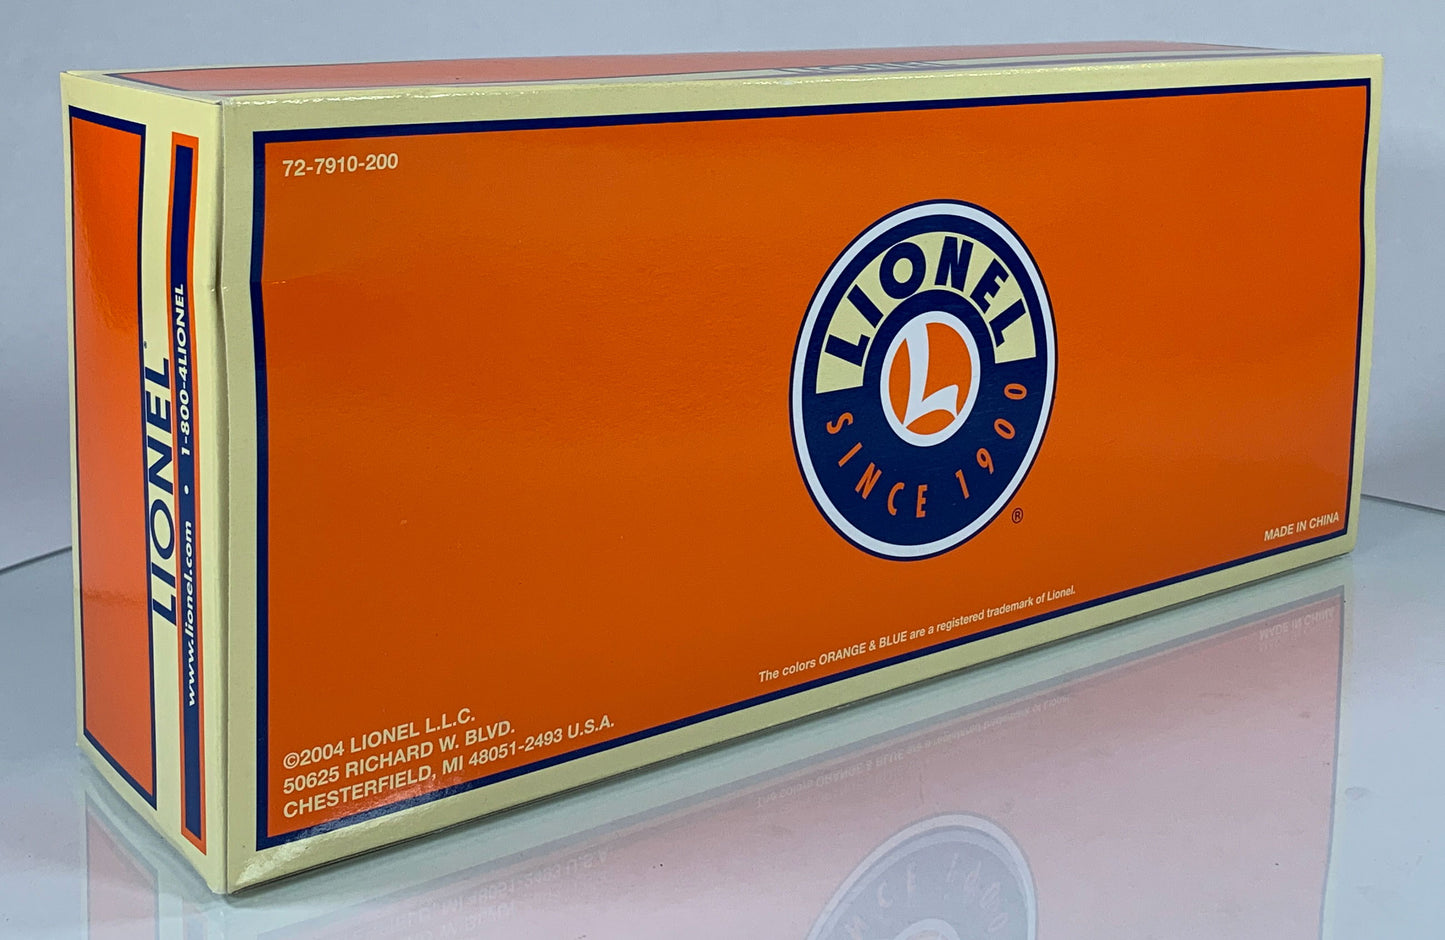 LIONEL
72-7910-200
LIONEL
SINCE 1900
®
MADE IN CHINA
The colors ORANGE & BLUE are a registered trademark of Lionel.
©2004 LIONEL L.L.C.
50625 RICHARD W. BLVD.
CHESTERFIELD, MI 48051-2493 U.S.A.
LIONEL
www.lionel.com • 1-800-4LIONEL